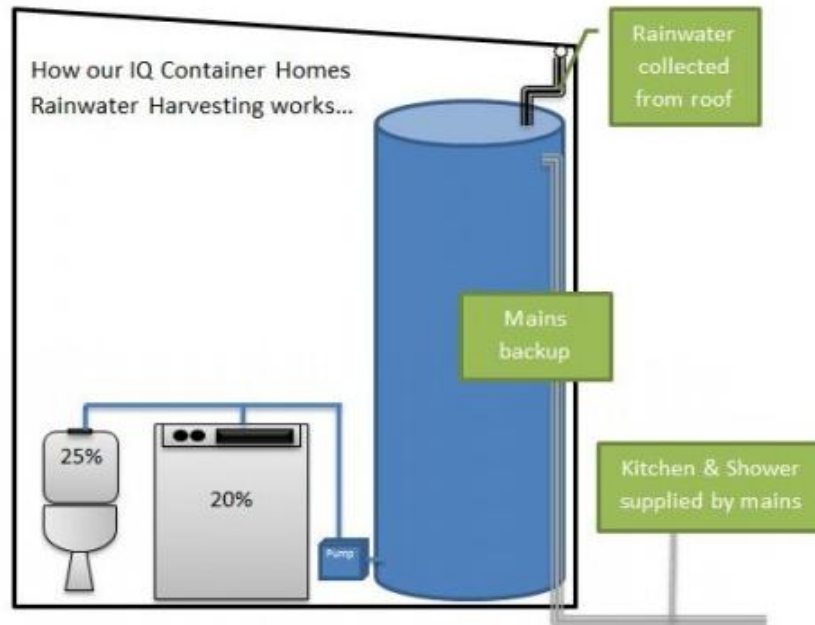 How our IQ Container Homes
Rainwater Harvesting works...
Rainwater
collected
from roof
Mains
backup
25%
20%
Pump
Kitchen & Shower
supplied by mains